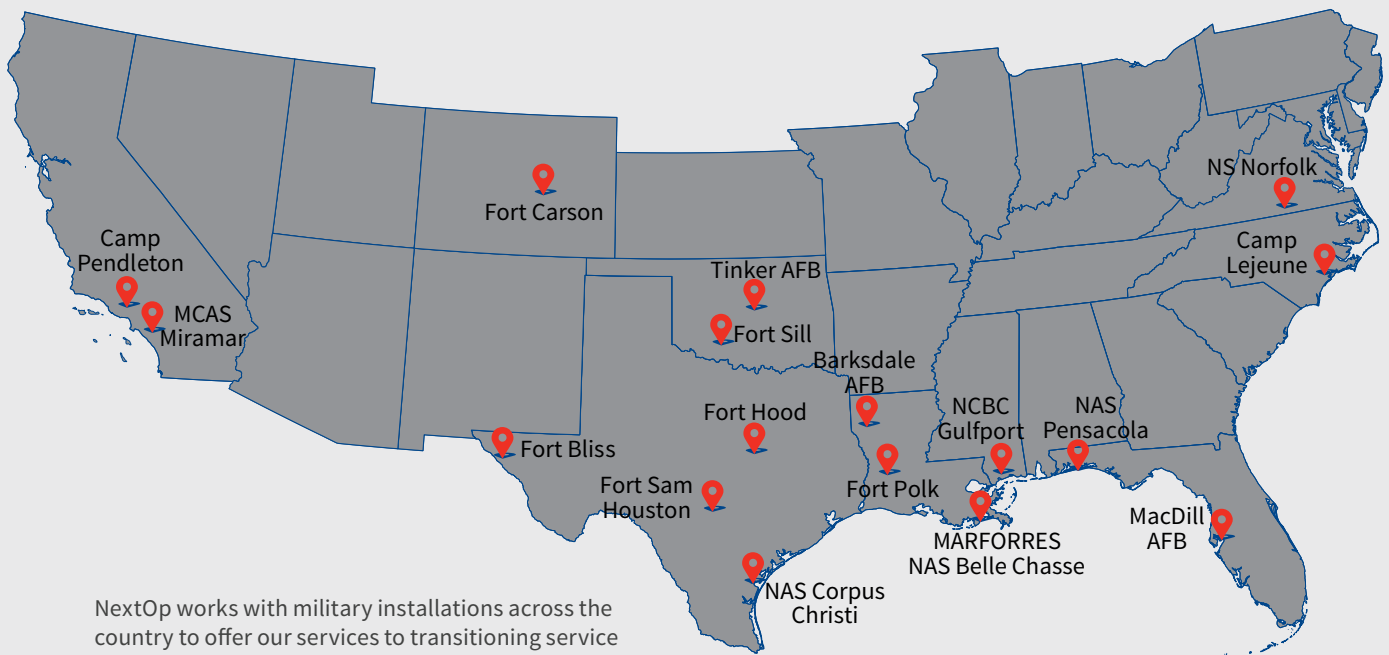 NS Norfolk
Fort Carson
Camp
Pendleton
Camp
Lejeune
Tinker AFB
MCAS
Miramar
Fort Sill
Barksdale
AFB
Fort Hood
NCBC
Gulfport
NAS
Pensacola
Fort Bliss
Fort Sam
Houston
Fort Polk
MacDill
AFB
MARFORRES
NAS Belle Chasse
NAS Corpus
Christi
NextOp works with military installations across the
country to offer our services to transitioning service